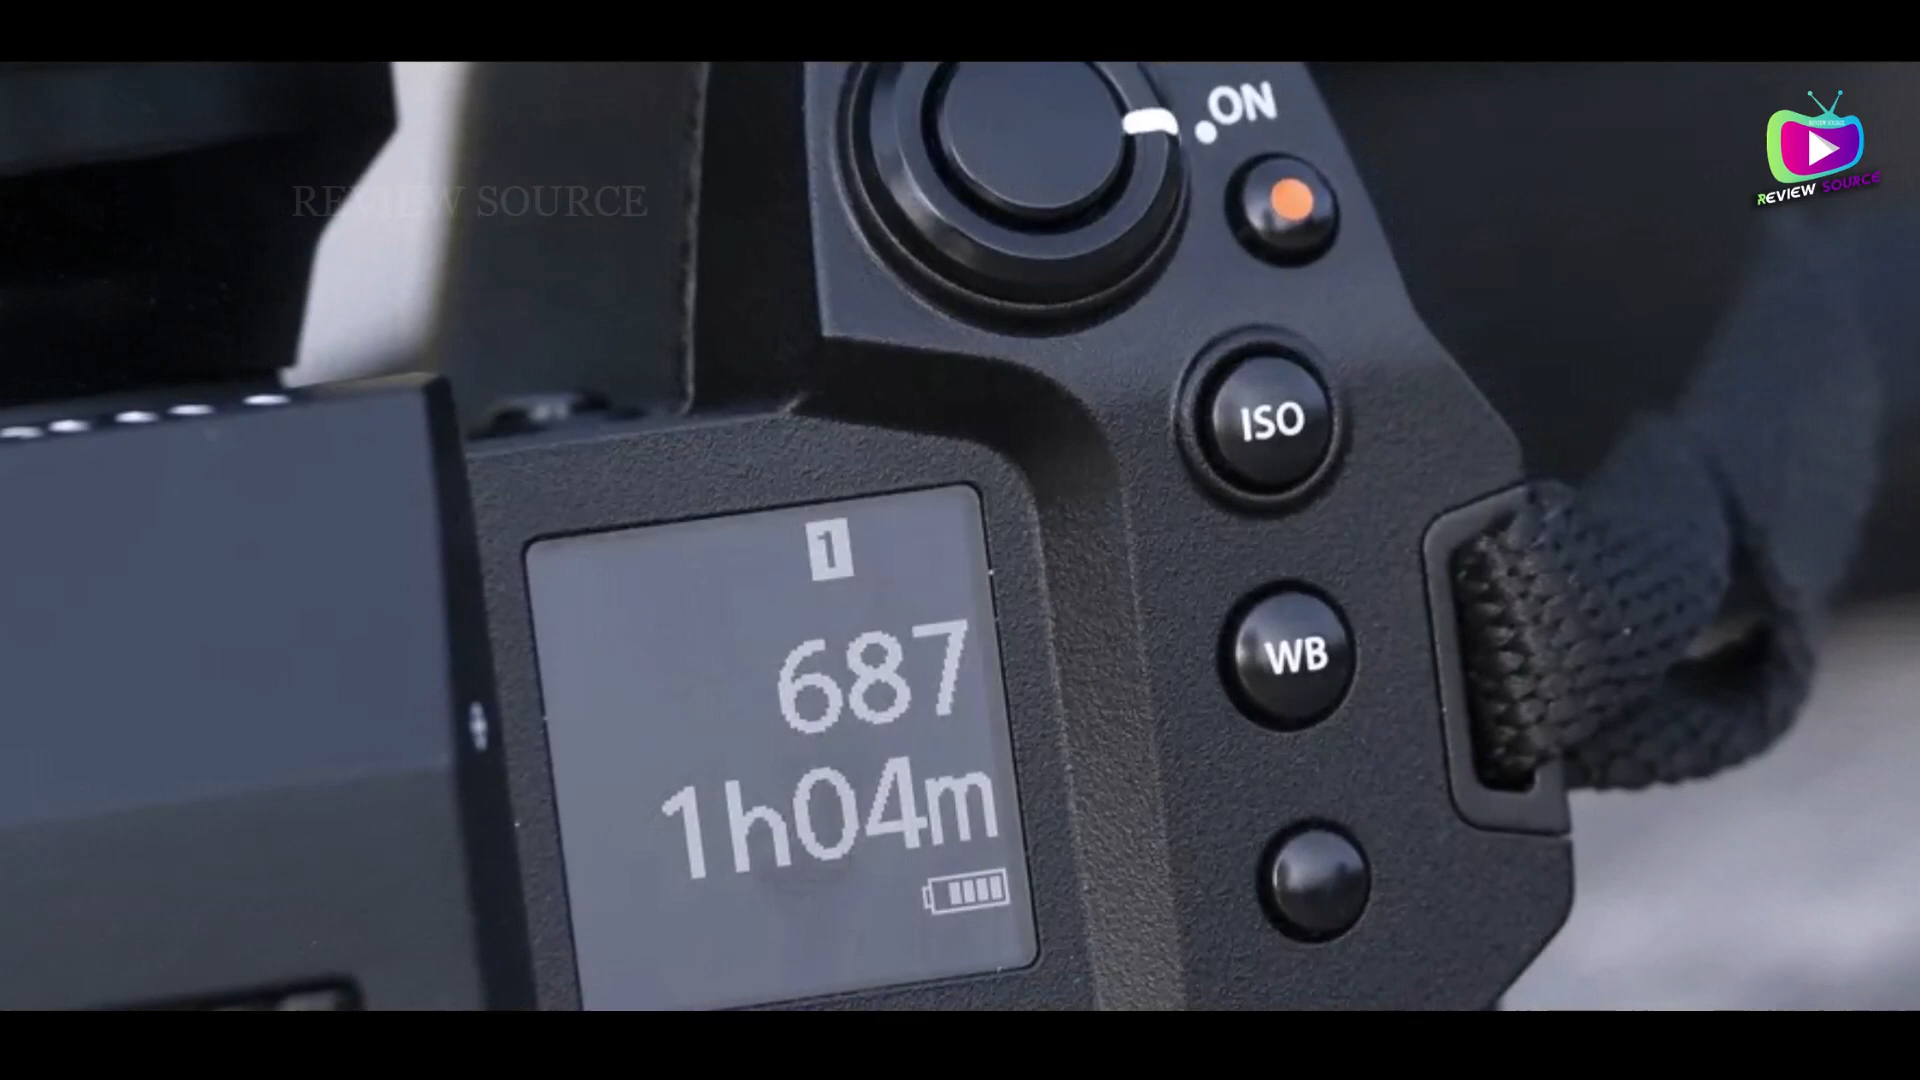 .ON
REVIEW SOURCE
REVIEW SOURCE
ISO
1
687
WB
1h04m